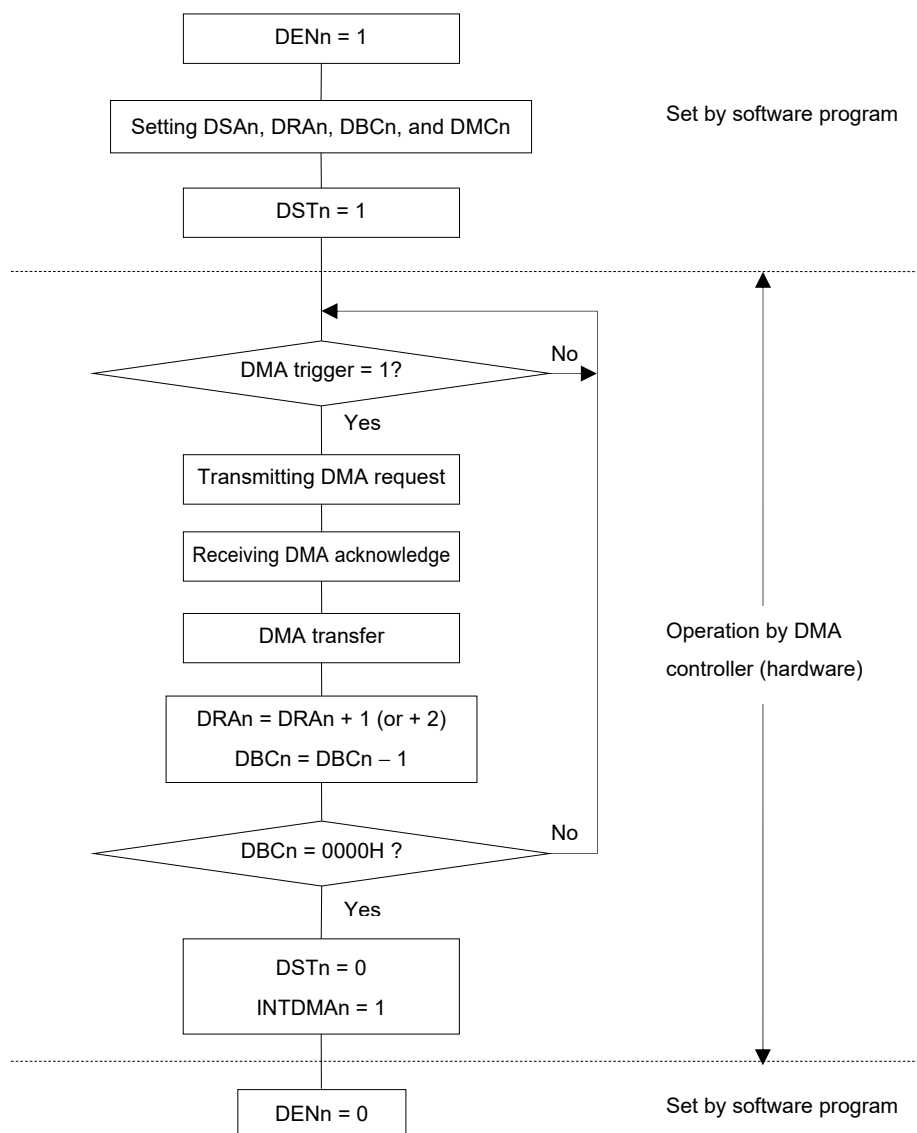 DENn = 1
Setting DSAn, DRAn, DBCn, and DMCn
Set by software program
DSTn = 1
DMA trigger = 1?
No
Yes
Transmitting DMA request
Receiving DMA acknowledge
DMA transfer
Operation by DMA
controller (hardware)
DRAn = DRAn + 1 (or + 2)
DBCn = DBCn − 1
DBCn = 0000H ?
No
Yes
DSTn = 0
INTDMAn = 1
DENn = 0
Set by software program